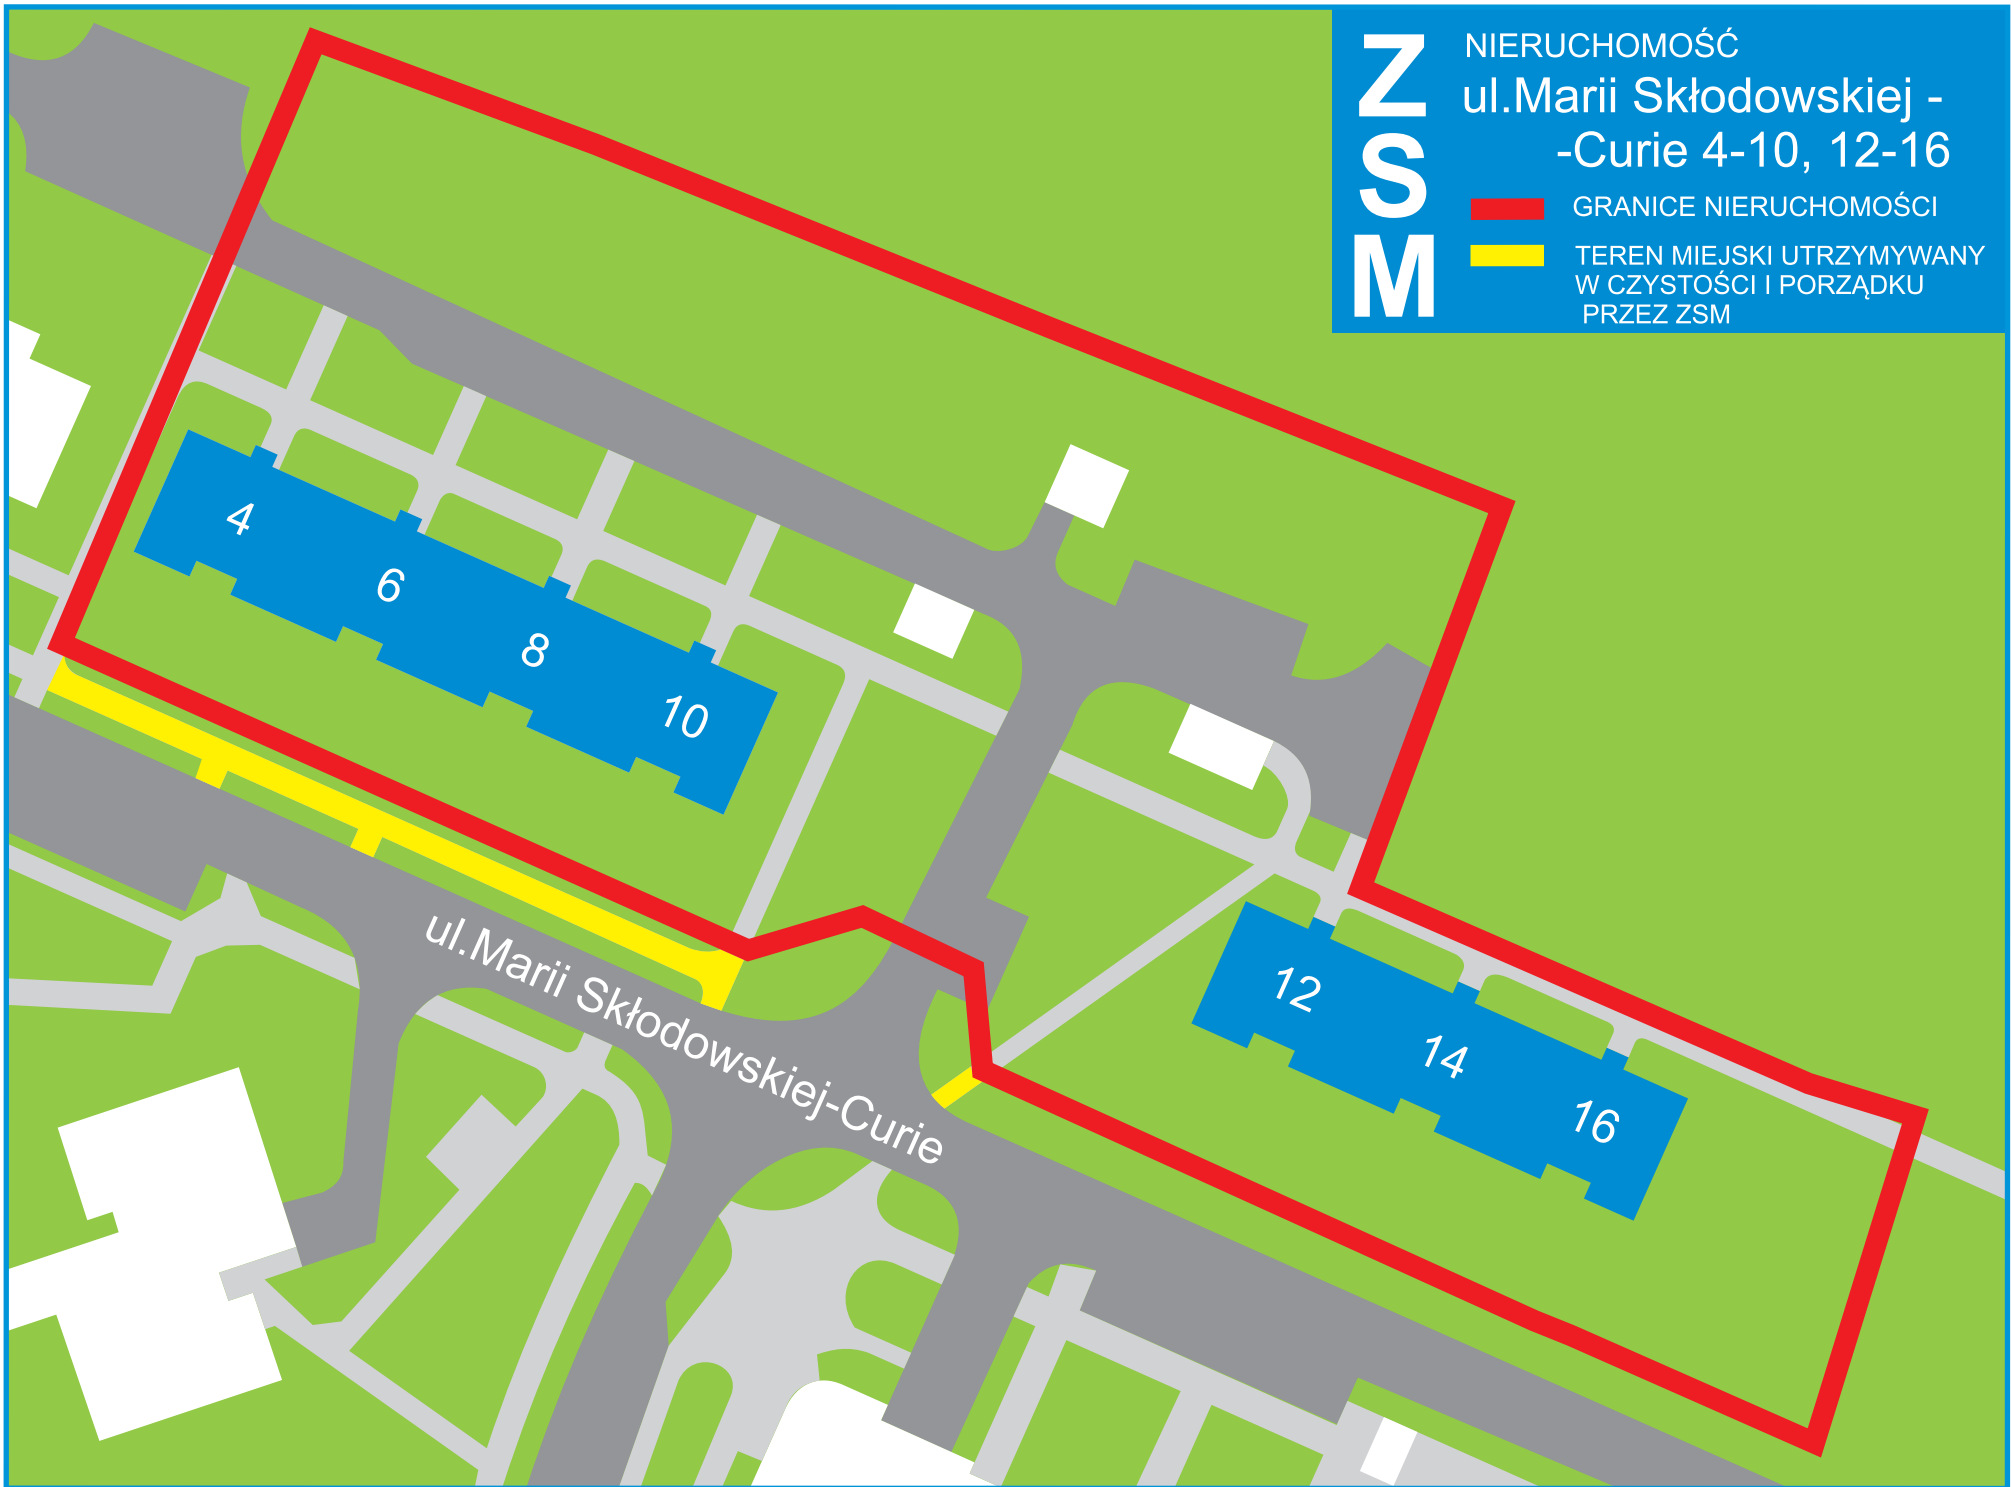 Z
S
M
NIERUCHOMOŚĆ
ul.Marii Skłodowskiej -
-Curie 4-10, 12-16
GRANICE NIERUCHOMOŚCI
TEREN MIEJSKI UTRZYMYWANY
W CZYSTOŚCI I PORZĄDKU
PRZEZ ZSM
4
6
8
10
ul.Marii Skłodowskiej-Curie
12
14
16